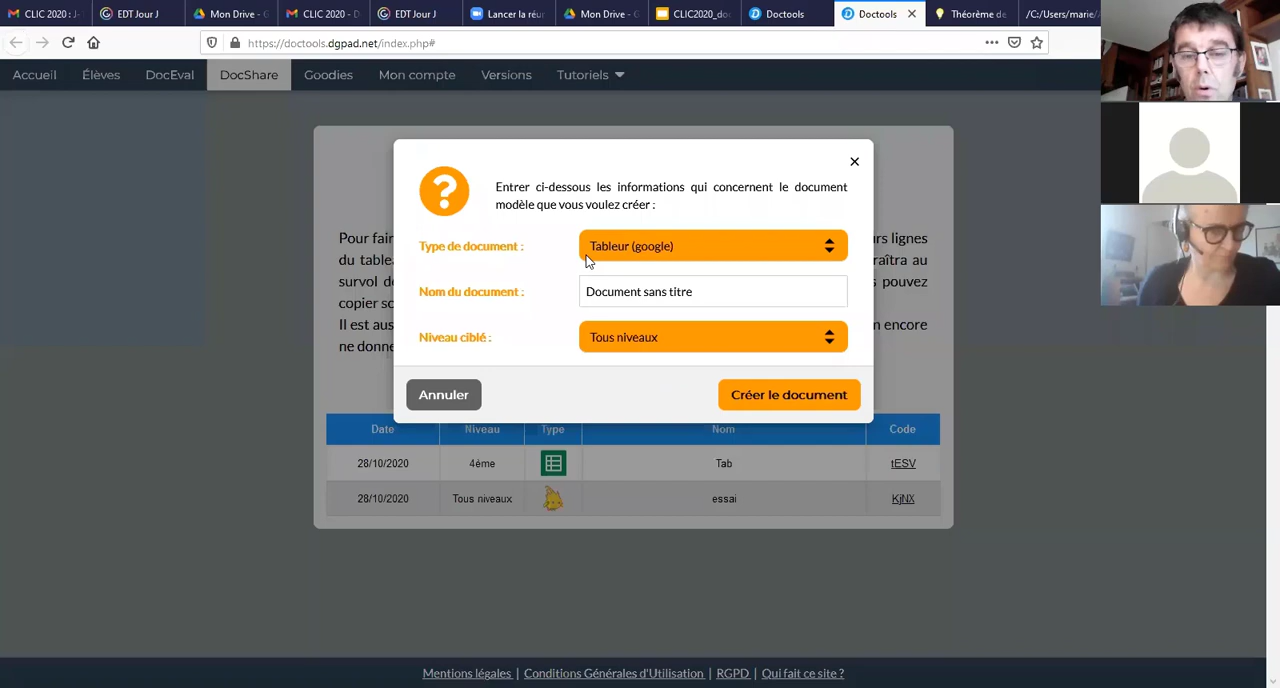 CLIC 2020 : J-
EDT Jour J
Mon Drive - G
CLIC 2020 - D
EDT Jour J
Lancer la réur
Mon Drive - G
CLIC2020_do
Doctools
Doctools
Théorème de
/C:/Users/marie/
https://doctools.dgpad.net/index.php#
Accueil
Élèves
DocEval
DocShare
Goodies
Mon compte
Versions
Tutoriels
Entrer ci-dessous les informations qui concernent le document
modèle que vous voulez créer :
Type de document :
Tableur (google)
Nom du document :
Document sans titre
Niveau ciblé :
Tous niveaux
Annuler
Créer le document
Pour fair
rs lignes
du table
raîtra au
survol d
s pouvez
copier sc
Il est aus
n encore
ne donne
Date
Niveau
Type
Nom
Code
28/10/2020
4ème
Tab
tESV
28/10/2020
Tous niveaux
essai
KjNX
Mentions légales | Conditions Générales d'Utilisation | RGPD | Qui fait ce site ?